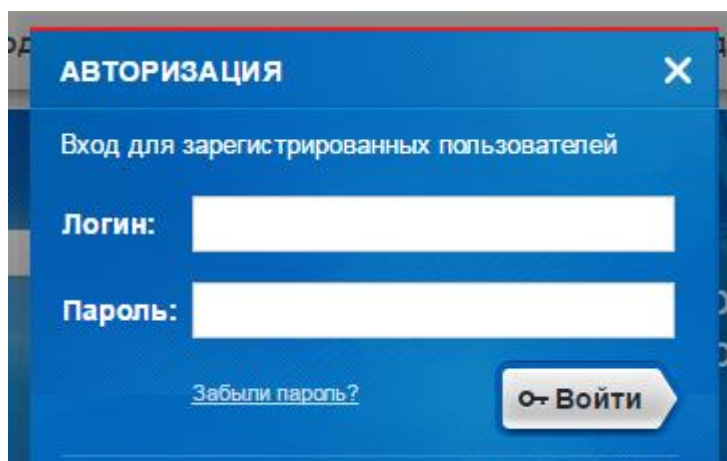 АВТОРИЗАЦИЯ
Вход для зарегистрированных пользователей
Логин:
Пароль:
Забыли пароль?
Войти